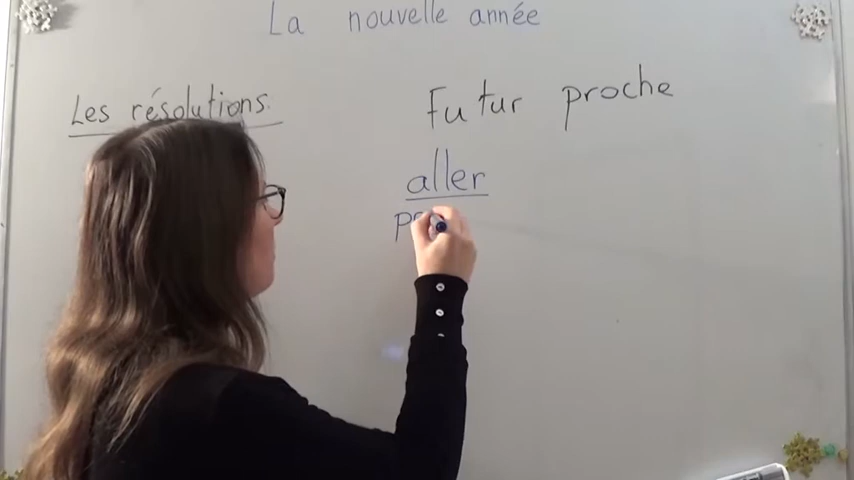 La nouvelle année
Les résolutions:
Futur proche
aller